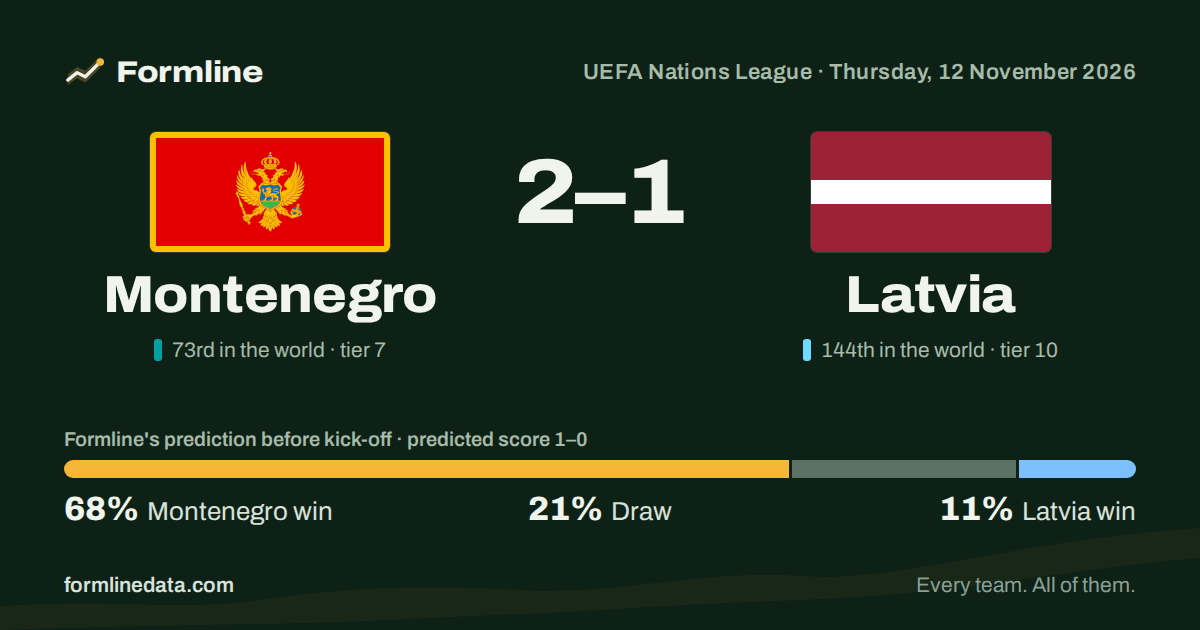 Formline
UEFA Nations League · Thursday, 12 November 2026
2–1
Montenegro
Latvia
73rd in the world · tier 7
144th in the world · tier 10
Formline's prediction before kick-off · predicted score 1–0
68% Montenegro win
21% Draw
11% Latvia win
formlinedata.com
Every team. All of them.